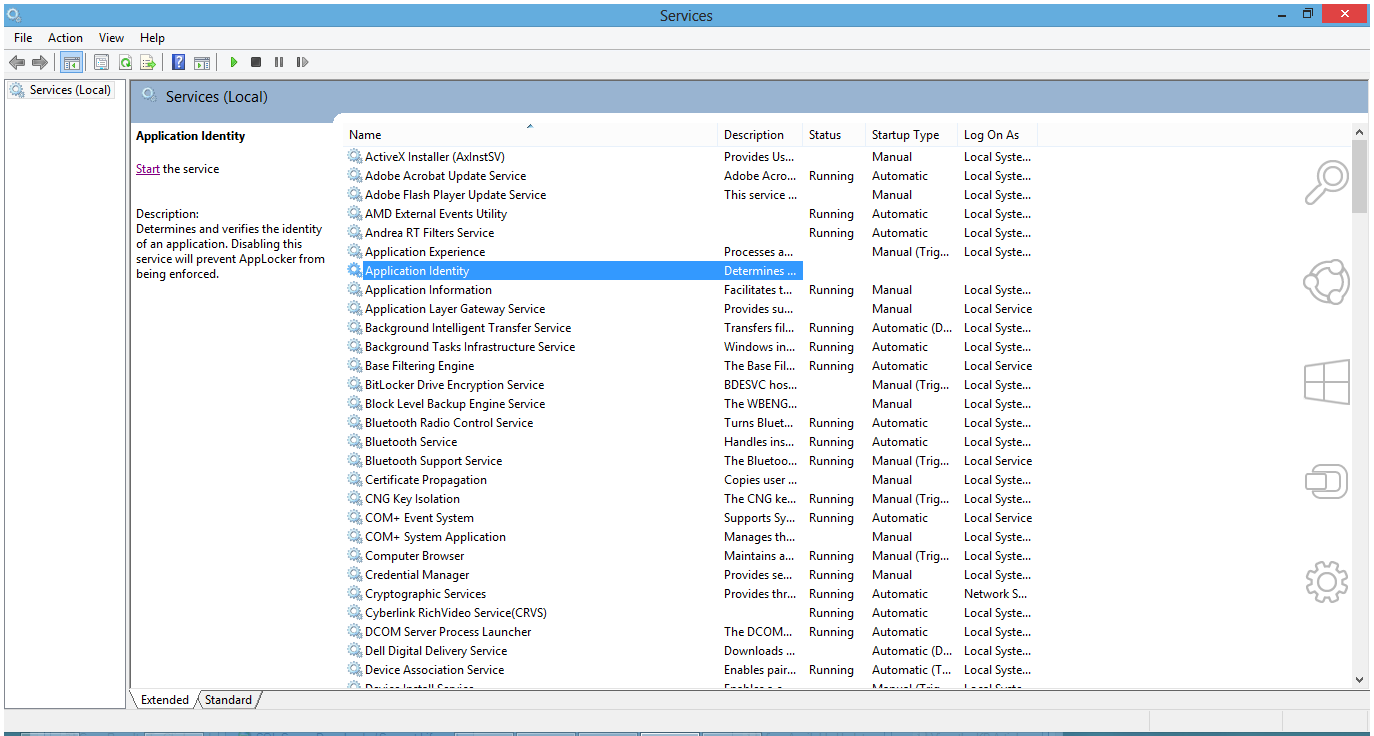 Services
File Action View Help
Services (Local)
Services (Local)
Application Identity
Start the service
Description:
Determines and verifies the identity
of an application. Disabling this
service will prevent AppLocker from
being enforced.
Name Description Status Startup Type Log On As
ActiveX Installer (AxInstSV) Provides Us... Manual Local Syste...
Adobe Acrobat Update Service Adobe Acro... Running Automatic Local Syste...
Adobe Flash Player Update Service This service ... Manual Local Syste...
AMD External Events Utility Running Automatic Local Syste...
Andrea RT Filters Service Running Automatic Local Syste...
Application Experience Processes a... Manual (Trig... Local Syste...
Application Identity Determines ...
Application Information Facilitates t... Running Manual Local Syste...
Application Layer Gateway Service Provides su... Manual Local Service
Background Intelligent Transfer Service Transfers fil... Running Automatic (D... Local Syste...
Background Tasks Infrastructure Service Windows in... Running Automatic Local Syste...
Base Filtering Engine The Base Fil... Running Automatic Local Service
BitLocker Drive Encryption Service BDESVC hos... Manual (Trig... Local Syste...
Block Level Backup Engine Service The WBENG... Manual Local Syste...
Bluetooth Radio Control Service Turns Bluet... Running Automatic Local Syste...
Bluetooth Service Handles ins... Running Automatic Local Syste...
Bluetooth Support Service The Bluetoo... Running Manual (Trig... Local Service
Certificate Propagation Copies user ... Manual Local Syste...
CNG Key Isolation The CNG ke... Running Manual (Trig... Local Syste...
COM+ Event System Supports Sy... Running Automatic Local Service
COM+ System Application Manages th... Manual Local Syste...
Computer Browser Maintains a... Running Manual (Trig... Local Syste...
Credential Manager Provides se... Running Manual Local Syste...
Cryptographic Services Provides thr... Running Automatic Network S...
Cyberlink RichVideo Service(CRVS) Running Automatic Local Syste...
DCOM Server Process Launcher The DCOM... Running Automatic Local Syste...
Dell Digital Delivery Service Downloads ... Automatic (D... Local Syste...
Device Association Service Enables pair... Running Automatic (T... Local Syste...
Device Install Service Manual (Trig... Local Syste...
Extended Standard